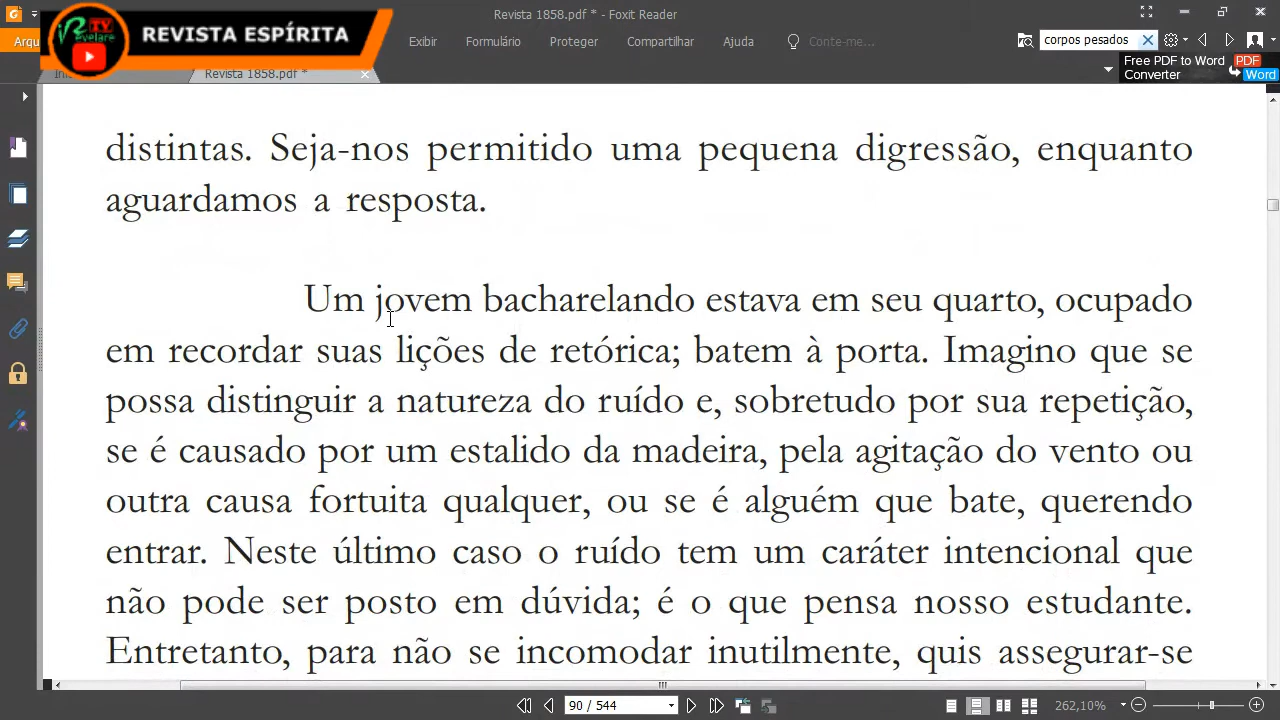 Revista 1858.pdf * - Foxit Reader
TV
Revelare
REVISTA ESPÍRITA
Arqu
Exibir
Formulário
Proteger
Compartilhar
Ajuda
Conte-me...
corpos pesados
Revista 1858.pdf *
Free PDF to Word
Converter
PDF
Word
distintas. Seja-nos permitido uma pequena digressão, enquanto
aguardamos a resposta.
Um jovem bacharelando estava em seu quarto, ocupado
em recordar suas lições de retórica; batem à porta. Imagino que se
possa distinguir a natureza do ruído e, sobretudo por sua repetição,
se é causado por um estalido da madeira, pela agitação do vento ou
outra causa fortuita qualquer, ou se é alguém que bate, querendo
entrar. Neste último caso o ruído tem um caráter intencional que
não pode ser posto em dúvida; é o que pensa nosso estudante.
Entretanto, para não se incomodar inutilmente, quis assegurar-se
90 / 544
262,10%